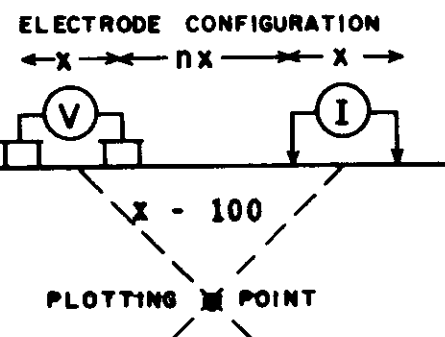 ELECTRODE CONFIGURATION
x nx x
V I
x - 100
PLOTTING POINT